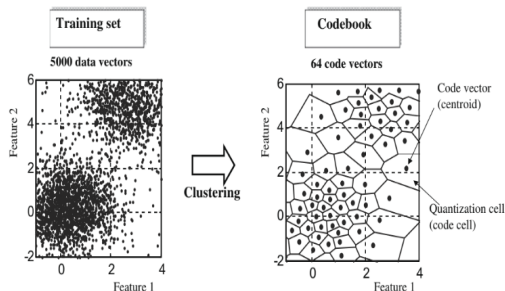 Training set
5000 data vectors
6
4
2
0
-2
0
2
4
Feature 2
Feature 1
Clustering
Codebook
64 code vectors
6
4
2
0
-2
0
2
4
Feature 2
Feature 1
Code vector
(centroid)
Quantization cell
(code cell)